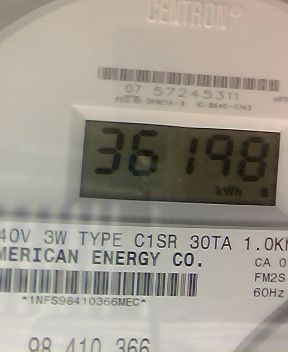 CENTRON®
07 57245311
36198
kWh
40V 3W TYPE C1SR 30TA 1.0K
MERICAN ENERGY CO.
CA 0
FM2S
60Hz
*1NFS98410366MEC*
98 410 366